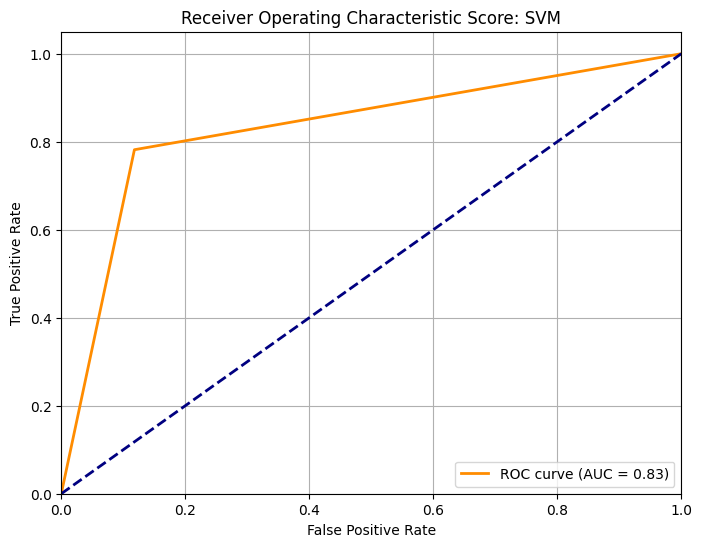 Receiver Operating Characteristic Score: SVM
True Positive Rate
1.0
0.8
0.6
0.4
0.2
0.0
ROC curve (AUC = 0.83)
0.0 0.2 0.4 0.6 0.8 1.0
False Positive Rate